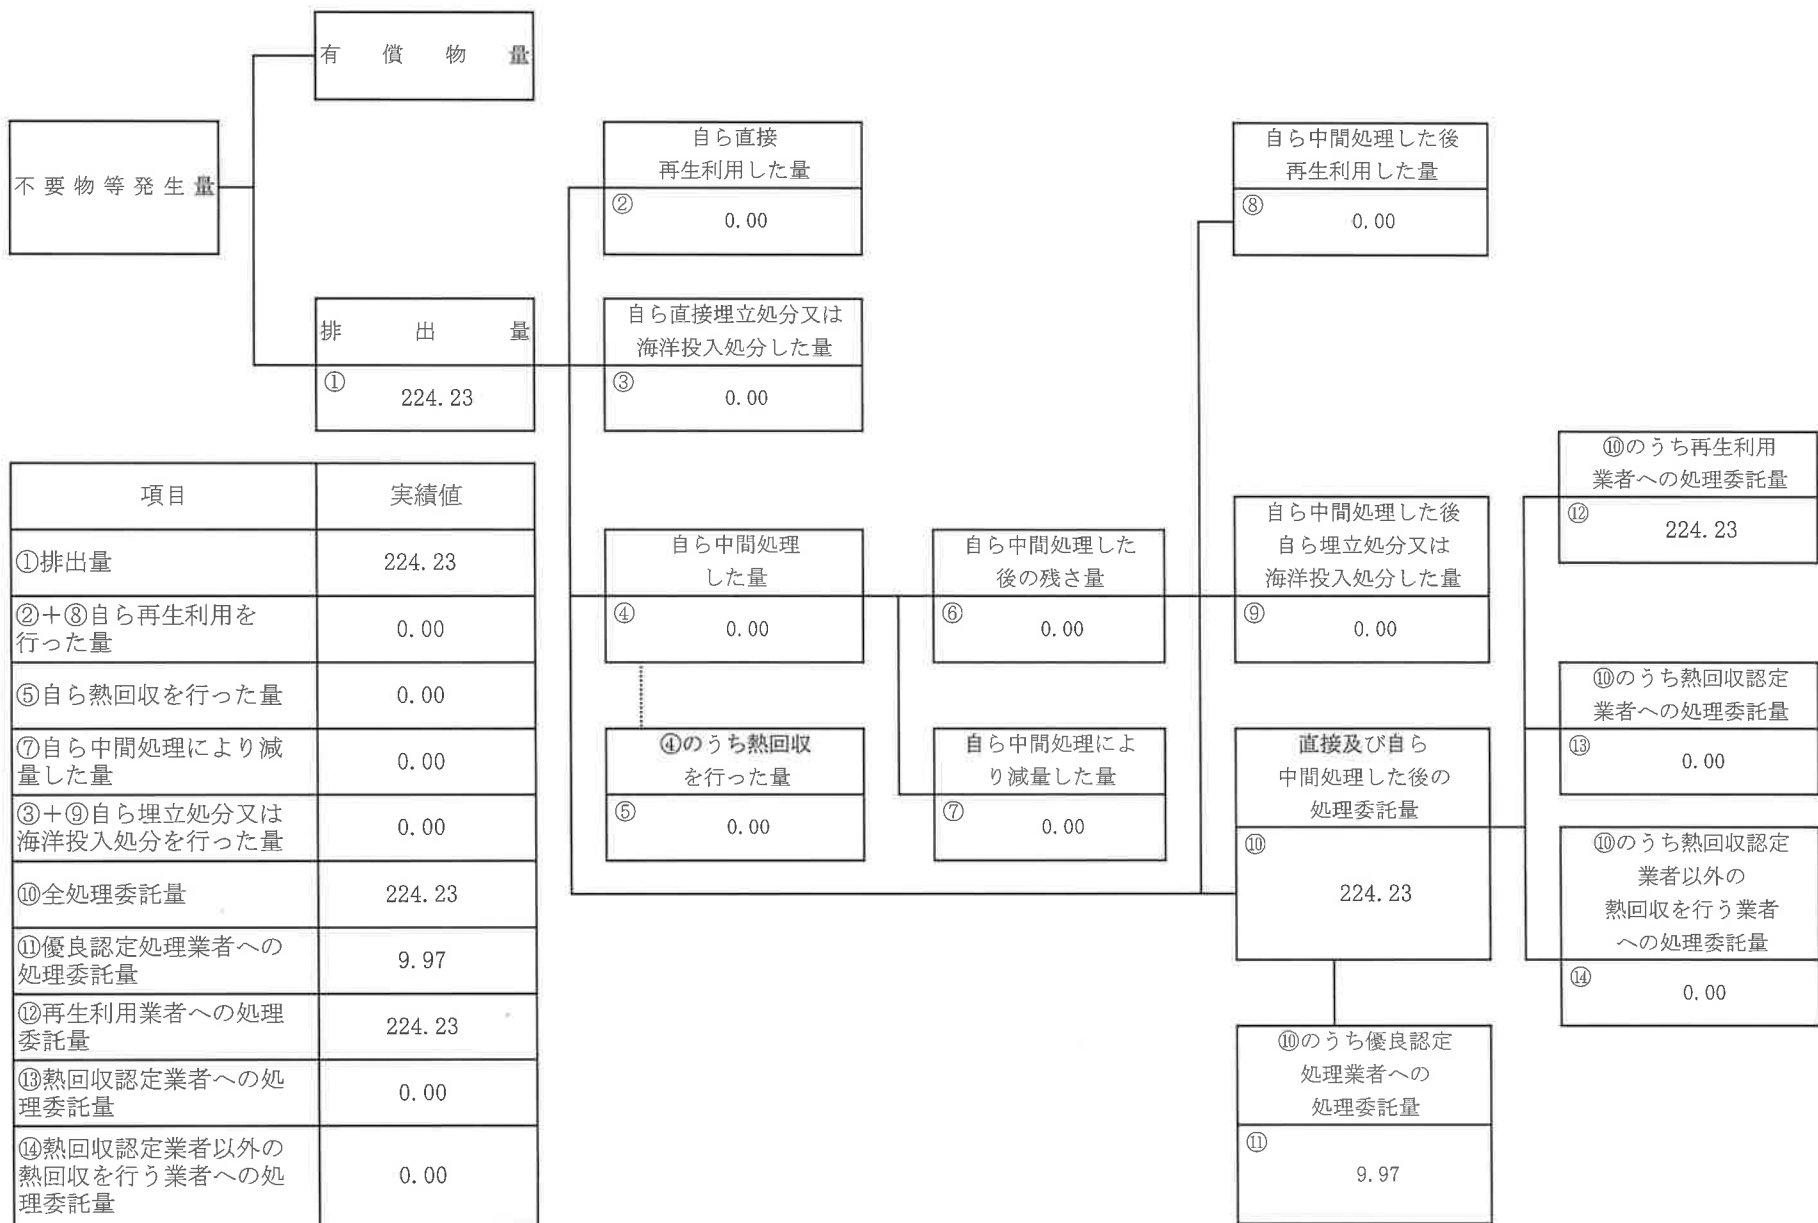 有償物量
不要物等発生量
自ら直接
再生利用した量
②
0.00
自ら中間処理した後
再生利用した量
⑧
0.00
排出量
①
224.23
自ら直接埋立処分又は
海洋投入処分した量
③
0.00
自ら中間処理
した量
④
0.00
自ら中間処理した
後の残さ量
⑥
0.00
自ら中間処理した後
自ら埋立処分又は
海洋投入処分した量
⑨
0.00
⑩のうち再生利用
業者への処理委託量
⑫
224.23
④のうち熱回収
を行った量
⑤
0.00
自ら中間処理によ
り減量した量
⑦
0.00
直接及び自ら
中間処理した後の
処理委託量
⑩
224.23
⑩のうち熱回収認定
業者への処理委託量
⑬
0.00
⑩のうち熱回収認定
業者以外の
熱回収を行う業者
への処理委託量
⑭
0.00
⑩のうち優良認定
処理業者への
処理委託量
⑪
9.97
項目 実績値
①排出量 224.23
②+⑧自ら再生利用を
行った量 0.00
⑤自ら熱回収を行った量 0.00
⑦自ら中間処理により減
量した量 0.00
③+⑨自ら埋立処分又は
海洋投入処分を行った量 0.00
⑩全処理委託量 224.23
⑪優良認定処理業者への
処理委託量 9.97
⑫再生利用業者への処理
委託量 224.23
⑬熱回収認定業者への処
理委託量 0.00
⑭熱回収認定業者以外の
熱回収を行う業者への処
理委託量 0.00